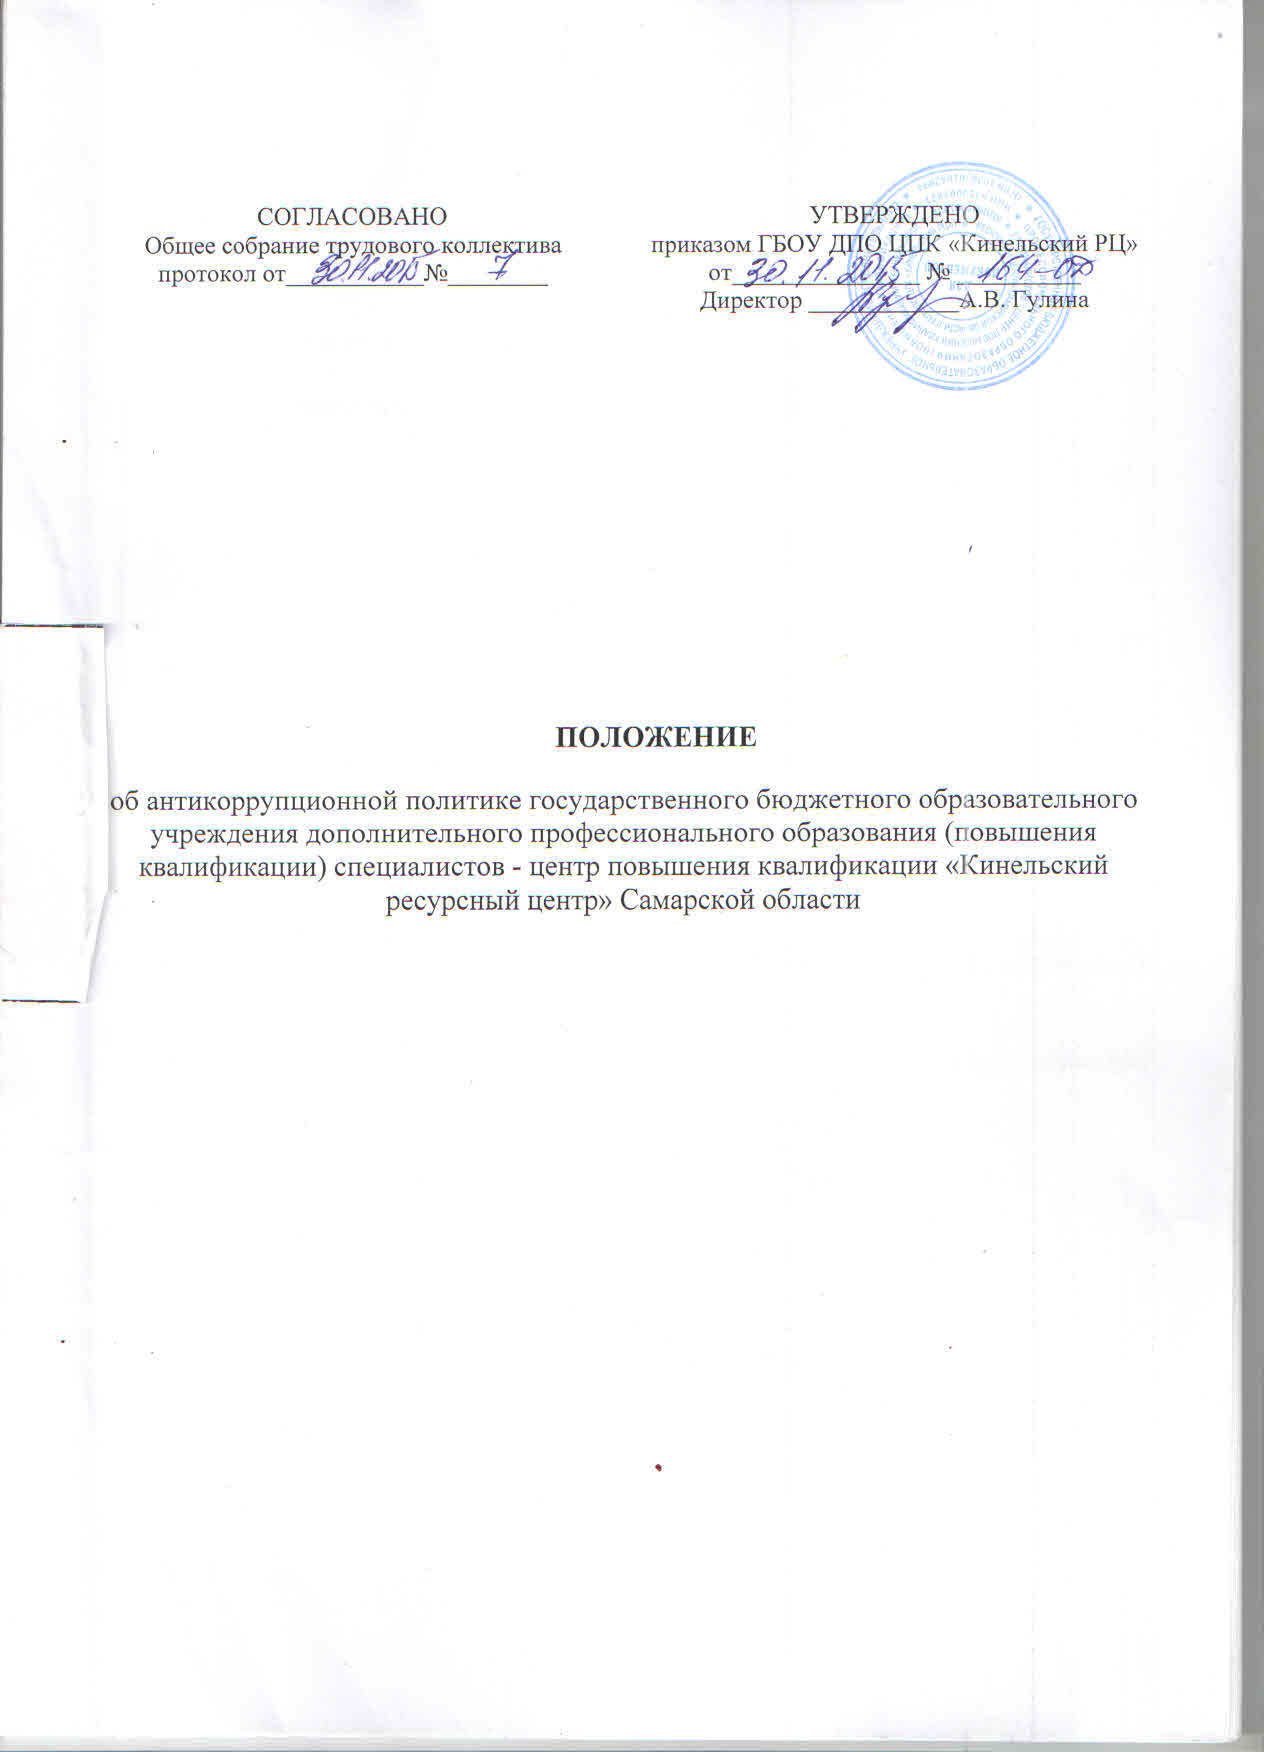 СОГЛАСОВАНО
Общее собрание трудового коллектива
протокол от 30.11.2015 № 7
УТВЕРЖДЕНО
приказом ГБОУ ДПО ЦПК «Кинельский РЦ»
от 30.11.2015 № 164-ОД
Директор А.В. Гулина
ПОЛОЖЕНИЕ
об антикоррупционной политике государственного бюджетного образовательного
учреждения дополнительного профессионального образования (повышения
квалификации) специалистов - центр повышения квалификации «Кинельский
ресурсный центр» Самарской области